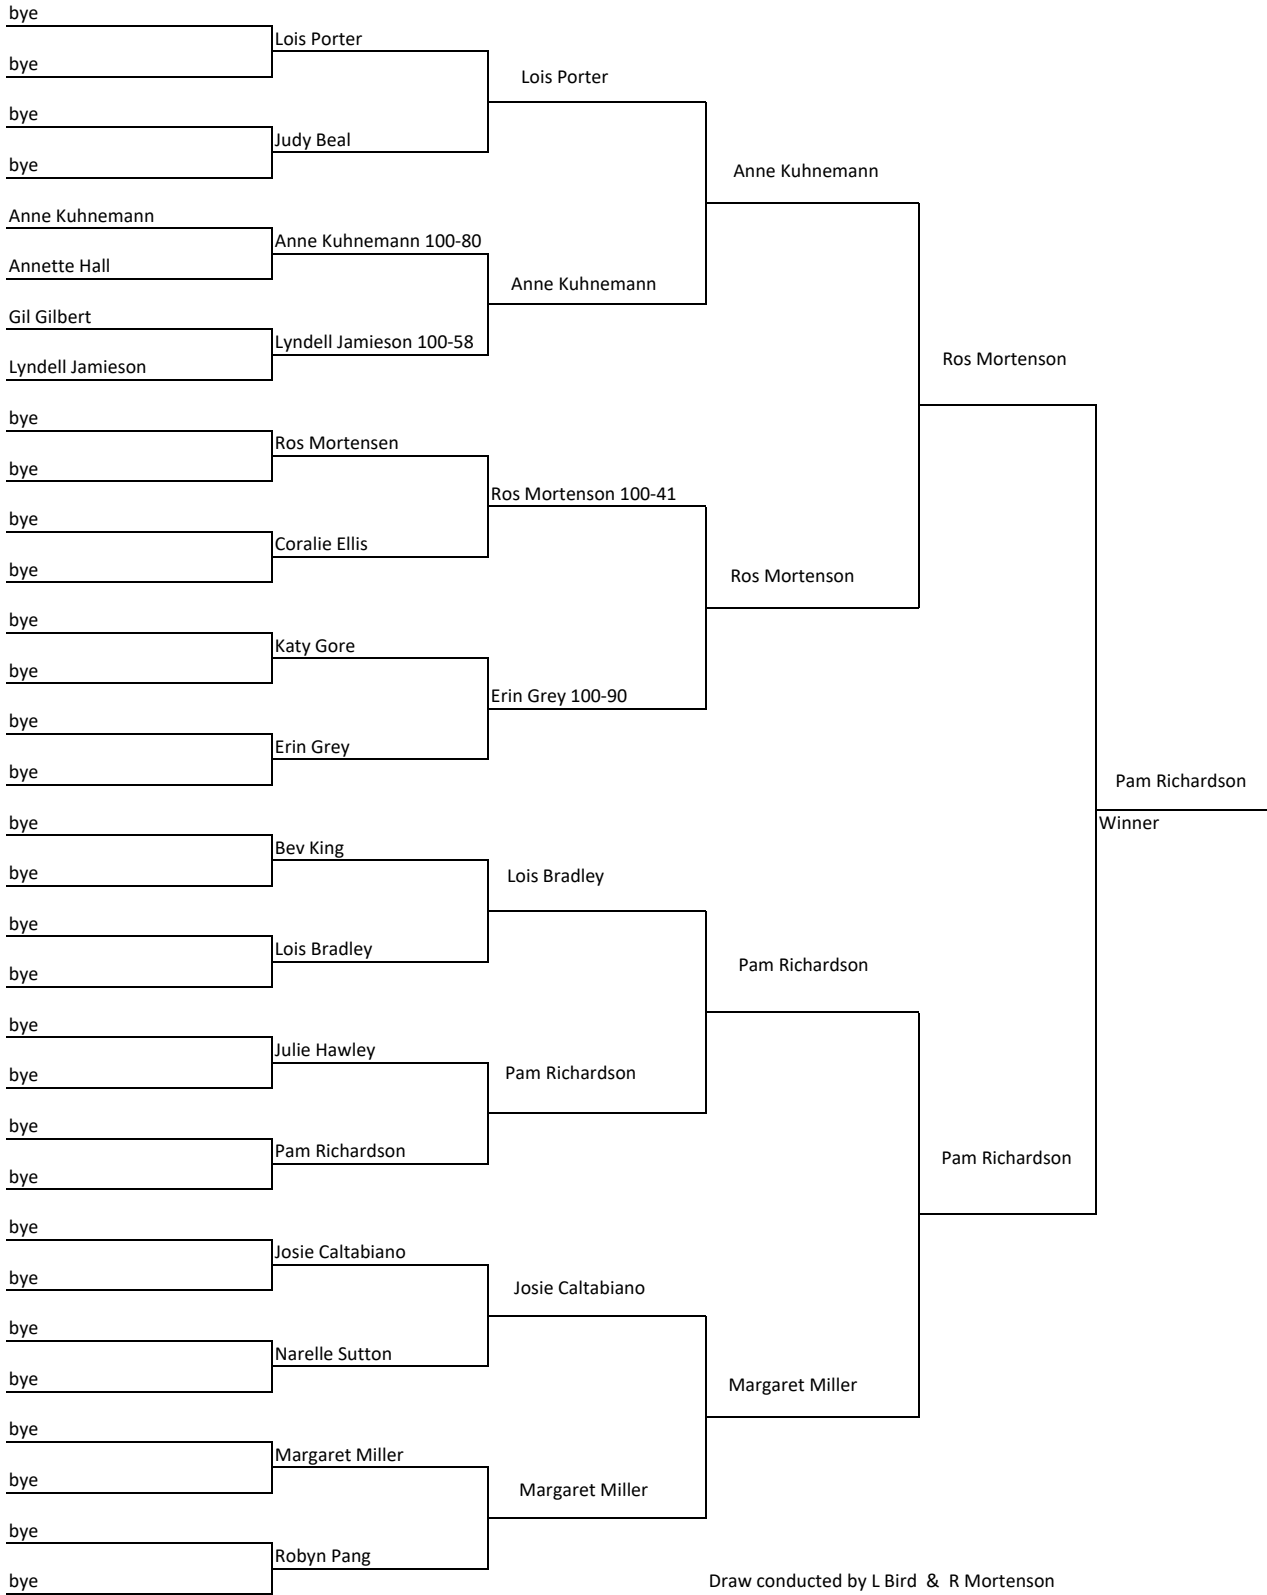 bye
Lois Porter
bye
Lois Porter
bye
Judy Beal
bye
Anne Kuhnemann
Anne Kuhnemann
Anne Kuhnemann 100-80
Annette Hall
Anne Kuhnemann
Gil Gilbert
Lyndell Jamieson 100-58
Lyndell Jamieson
Ros Mortenson
bye
Ros Mortensen
bye
Ros Mortenson 100-41
bye
Coralie Ellis
bye
Ros Mortenson
bye
Katy Gore
bye
Erin Grey 100-90
bye
Erin Grey
bye
Pam Richardson
Winner
bye
Bev King
bye
Lois Bradley
bye
Lois Bradley
bye
Pam Richardson
bye
Julie Hawley
bye
Pam Richardson
bye
Pam Richardson
bye
Pam Richardson
bye
Josie Caltabiano
bye
Josie Caltabiano
bye
Narelle Sutton
bye
Margaret Miller
bye
Margaret Miller
bye
Margaret Miller
bye
Robyn Pang
bye
Draw conducted by L Bird & R Mortenson